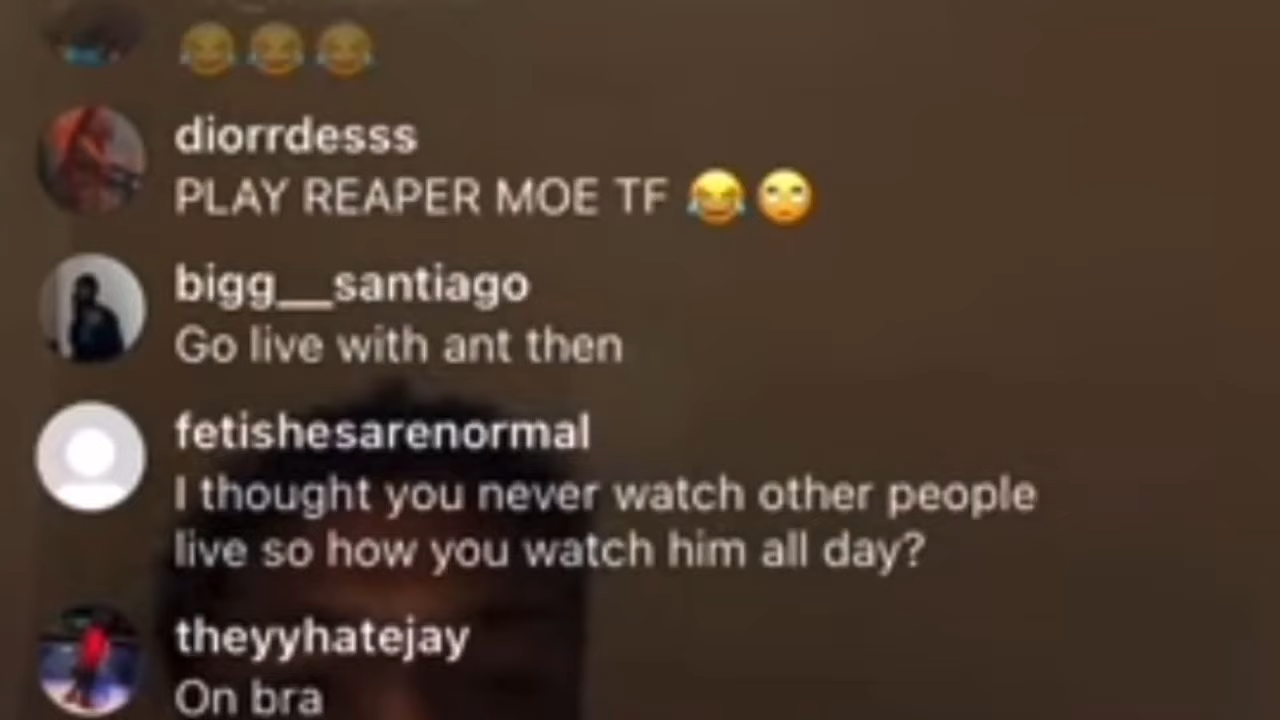 😂😂😂
diorrdesss
PLAY REAPER MOE TF 😂🙄
bigg__santiago
Go live with ant then
fetishesarenormal
I thought you never watch other people
live so how you watch him all day?
theyyhatejay
On bra